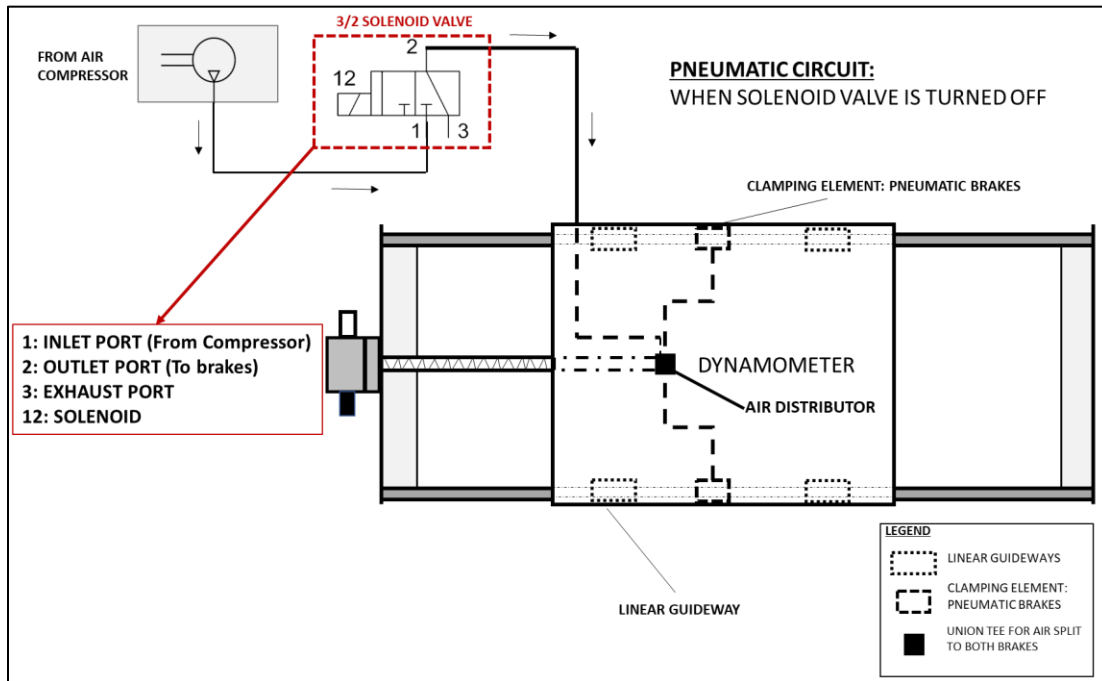 3/2 SOLENOID VALVE
FROM AIR
COMPRESSOR
2
12
1
3
PNEUMATIC CIRCUIT:
WHEN SOLENOID VALVE IS TURNED OFF
CLAMPING ELEMENT: PNEUMATIC BRAKES
1: INLET PORT (From Compressor)
2: OUTLET PORT (To brakes)
3: EXHAUST PORT
12: SOLENOID
DYNAMOMETER
AIR DISTRIBUTOR
LINEAR GUIDEWAY
LEGEND
LINEAR GUIDEWAYS
CLAMPING ELEMENT:
PNEUMATIC BRAKES
UNION TEE FOR AIR SPLIT
TO BOTH BRAKES